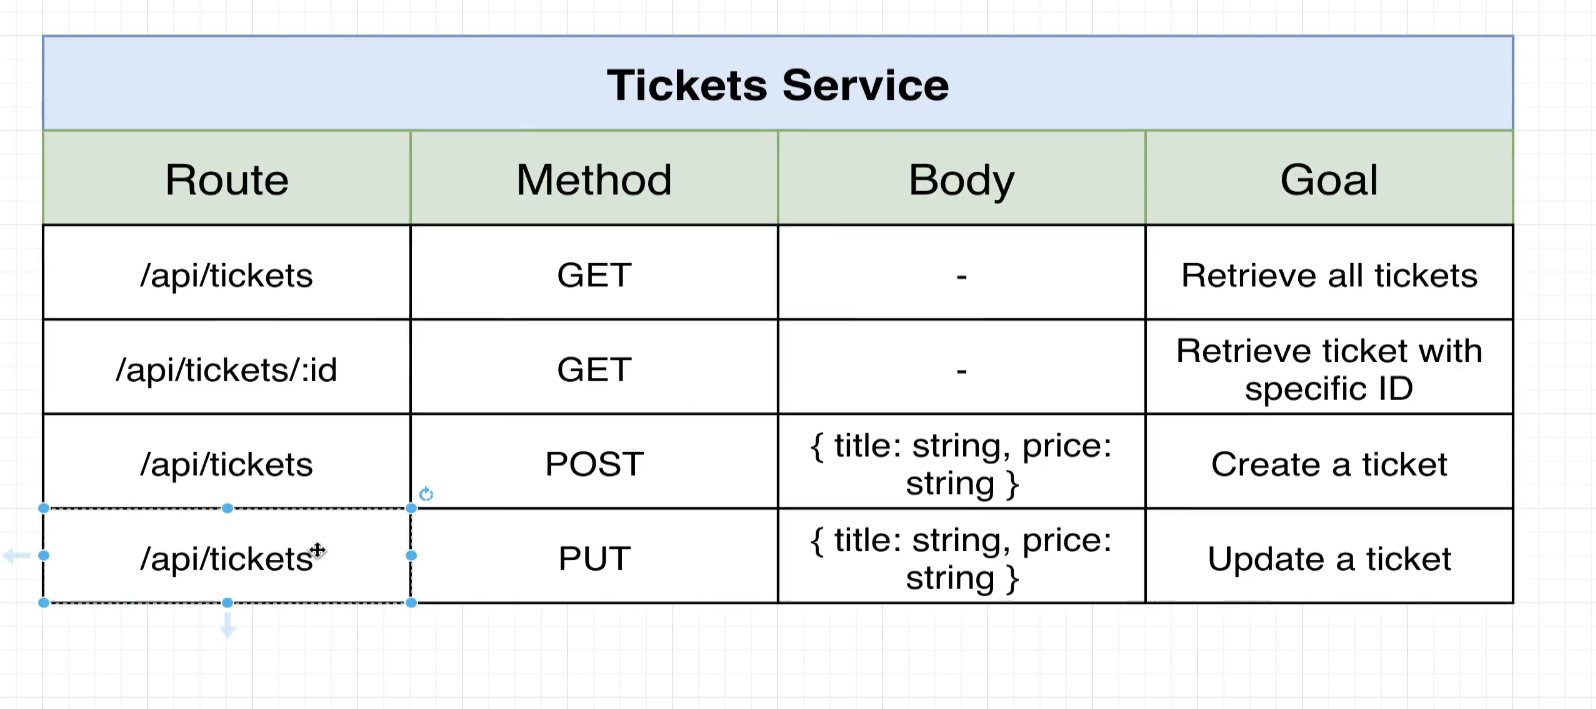 Tickets Service
Route Method Body Goal
/api/tickets GET - Retrieve all tickets
/api/tickets/:id GET - Retrieve ticket with
specific ID
/api/tickets POST { title: string, price:
string } Create a ticket
/api/tickets PUT { title: string, price:
string } Update a ticket